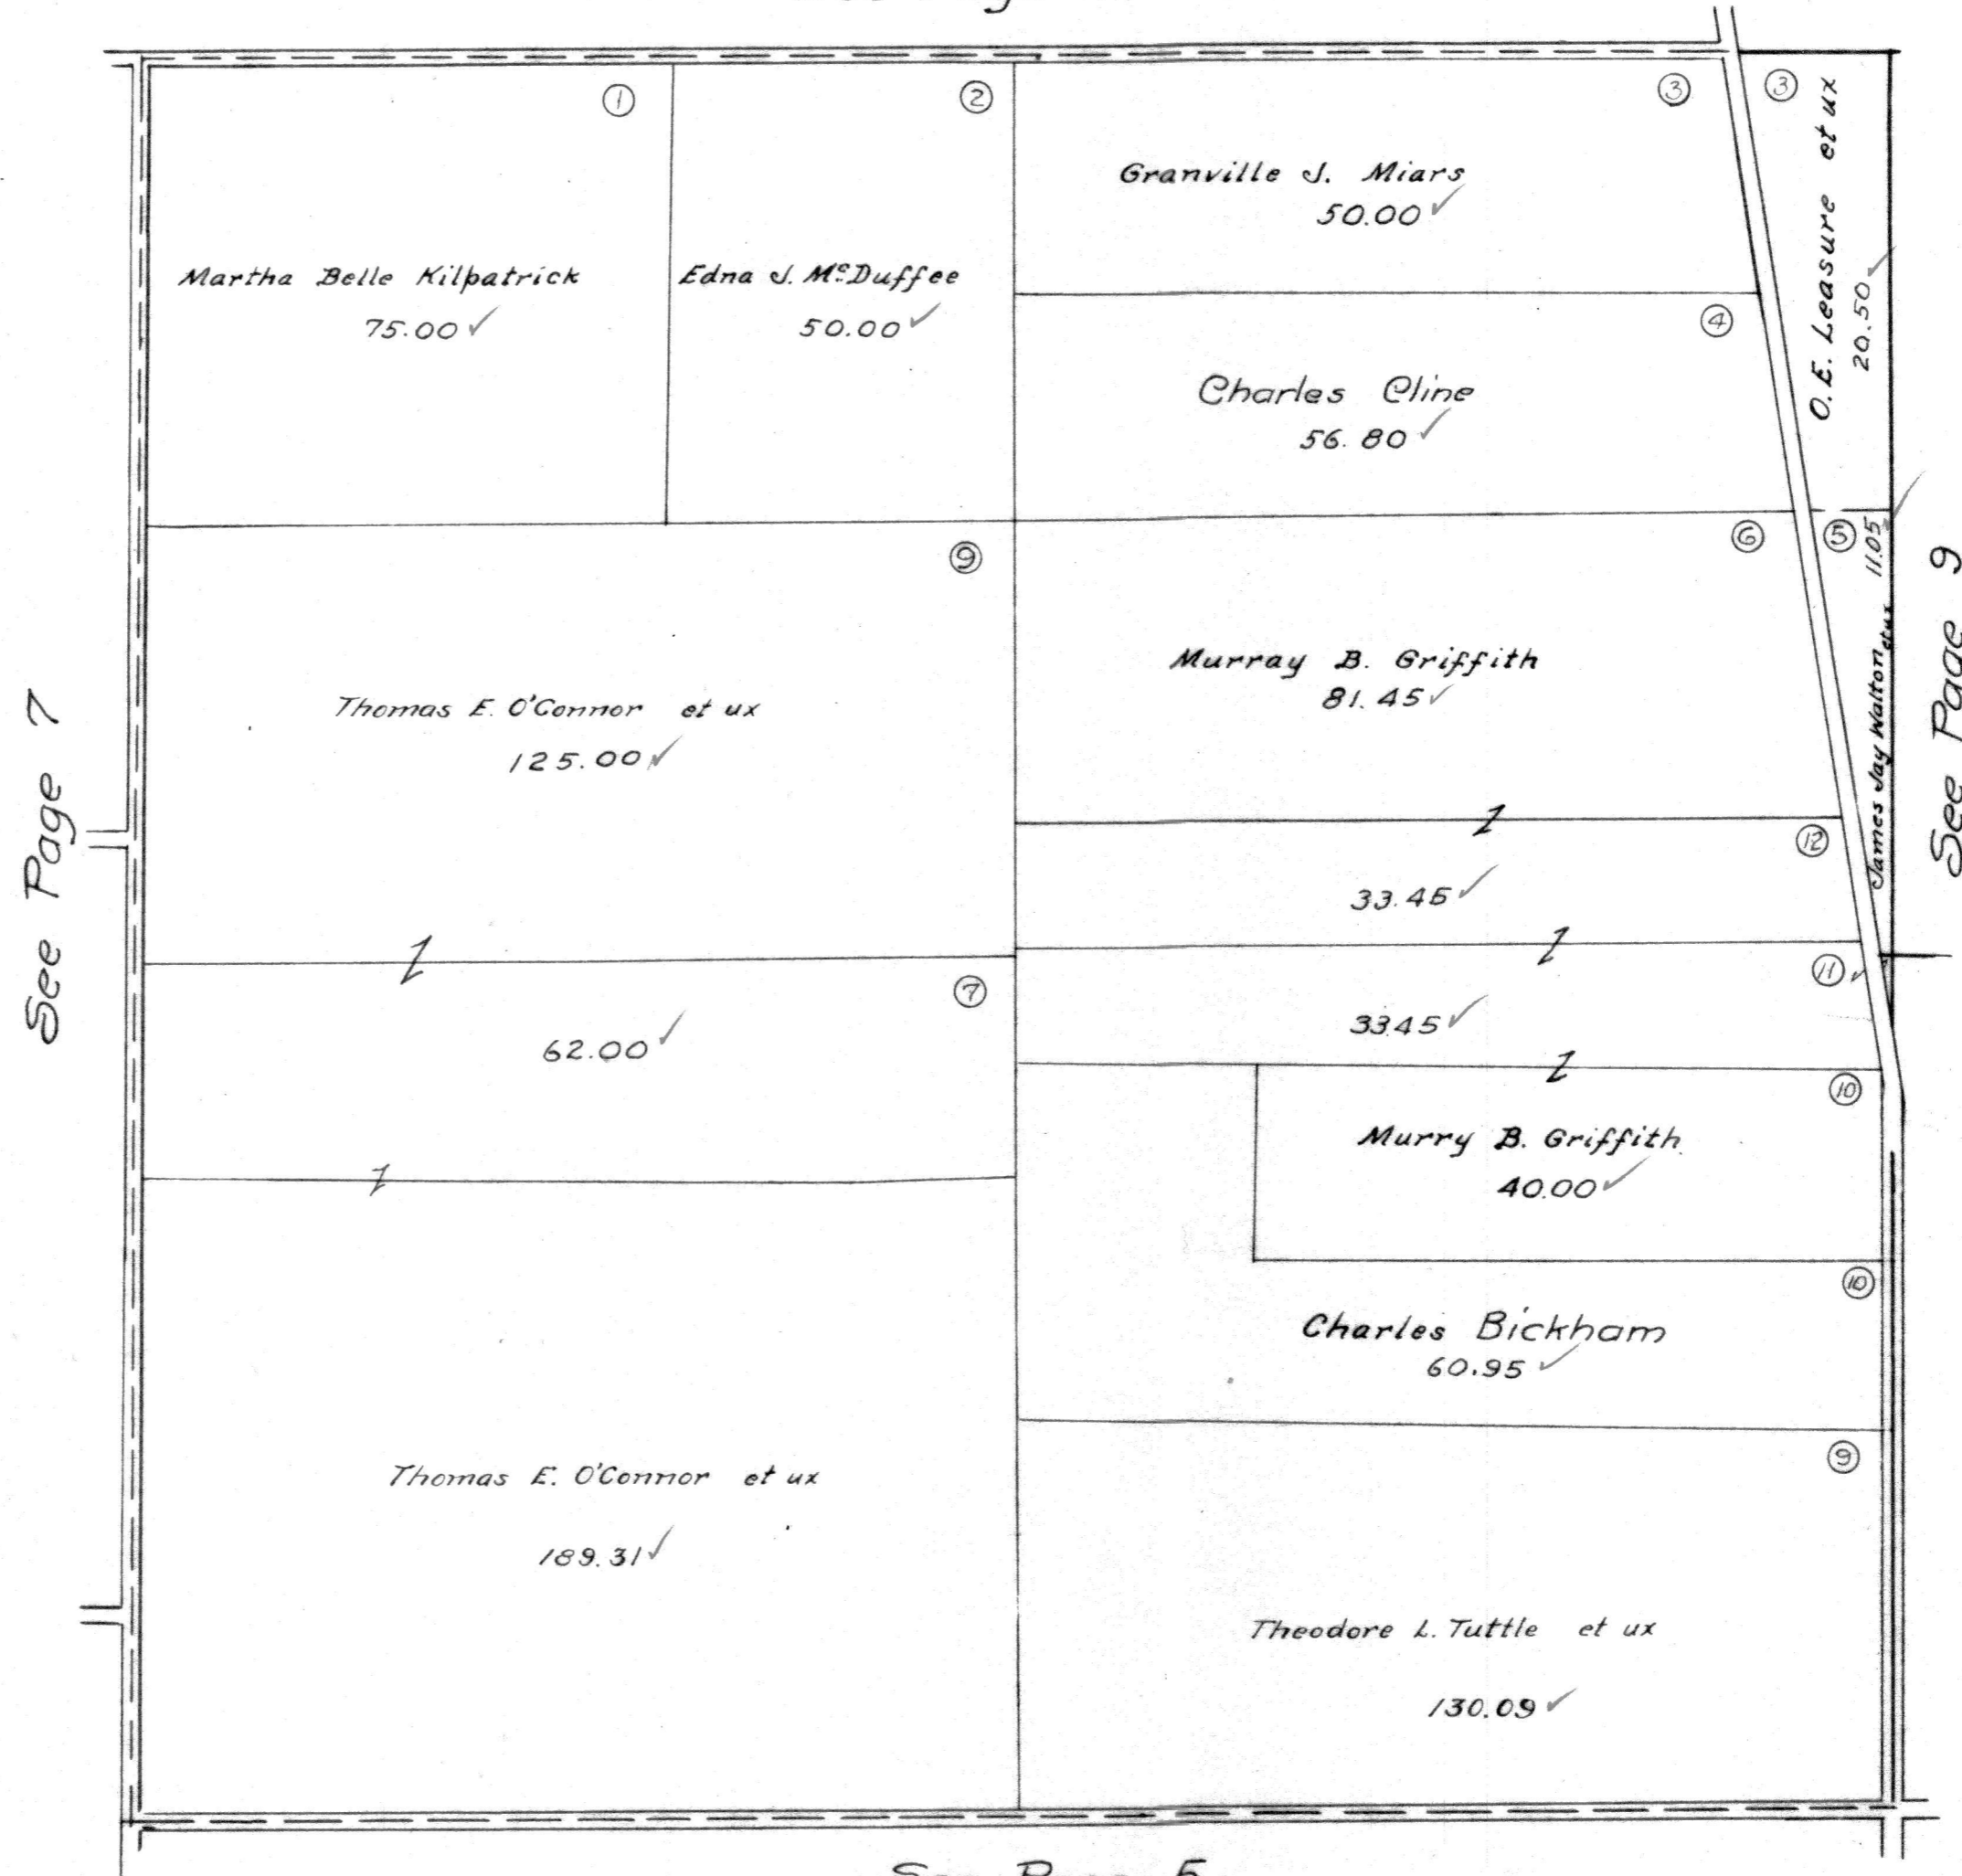 ①
②
③
③
Martha Belle Kilpatrick
75.00 ✓
Edna J. McDuffee
50.00 ✓
Granville J. Miars
50.00 ✓
O.E. Leasure et ux
20.50 ✓
④
Charles Cline
56.80 ✓
⑨
⑥
⑤
Thomas E. O'Connor et ux
125.00 ✓
Murray B. Griffith
81.45 ✓
James Jay Walton et ux 11.05 ✓
See Page 7
See Page 9
⑫
33.45 ✓
⑦
62.00 ✓
⑪ ✓
33.45 ✓
⑩
Murry B. Griffith
40.00 ✓
⑩
Charles Bickham
60.95 ✓
Thomas E. O'Connor et ux
189.31 ✓
⑨
Theodore L. Tuttle et ux
130.09 ✓
See Page 5